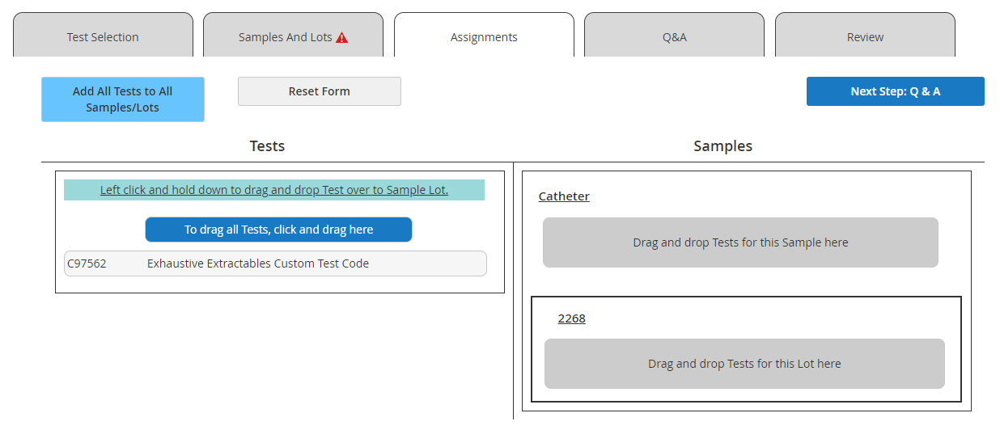 Test Selection
Samples And Lots
Assignments
Q&A
Review
Add All Tests to All
Samples/Lots
Reset Form
Next Step: Q & A
Tests
Samples
Left click and hold down to drag and drop Test over to Sample Lot.
To drag all Tests, click and drag here
C97562 Exhaustive Extractables Custom Test Code
Catheter
Drag and drop Tests for this Sample here
2268
Drag and drop Tests for this Lot here